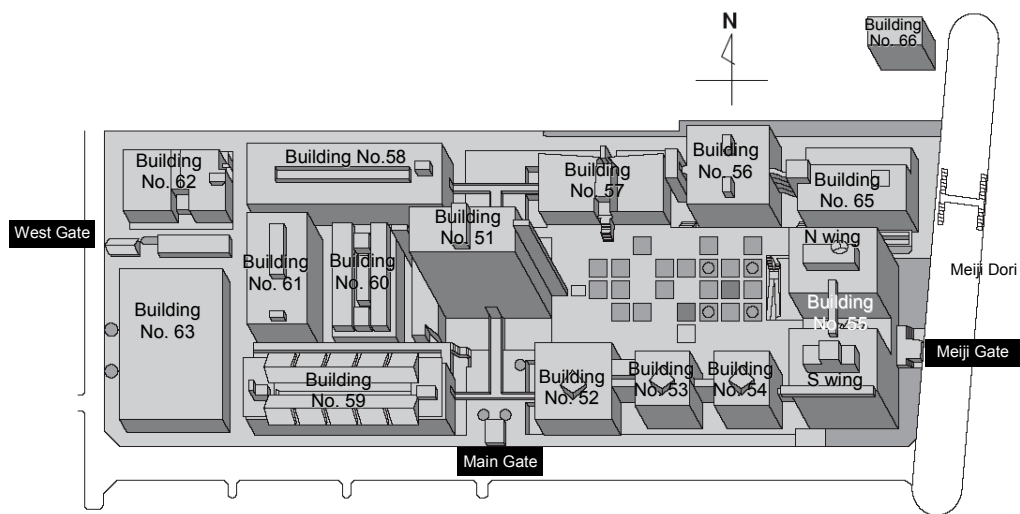 N
Building
No. 66
Building
No. 62
Building No.58
Building
No. 57
Building
No. 56
Building
No. 65
West Gate
Building
No. 51
N wing
Building
No. 61
Building
No. 60
Meiji Dori
Building
No. 63
Building
No. 55
Meiji Gate
Building
No. 59
Building
No. 52
Building
No. 53
Building
No. 54
S wing
Main Gate